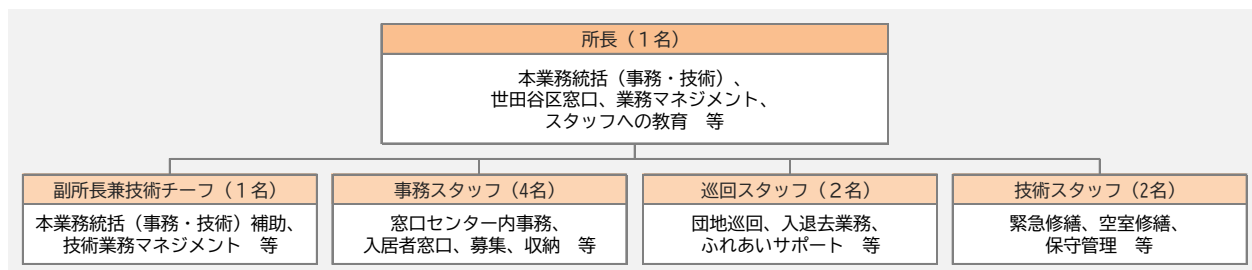 所長（１名）
本業務統括（事務・技術）、
世田谷区窓口、業務マネジメント、
スタッフへの教育　等
副所長兼技術チーフ（１名）
本業務統括（事務・技術）補助、
技術業務マネジメント　等
事務スタッフ（4名）
窓口センター内事務、
入居者窓口、募集、収納　等
巡回スタッフ（２名）
団地巡回、入退去業務、
ふれあいサポート　等
技術スタッフ（2名）
緊急修繕、空室修繕、
保守管理　等